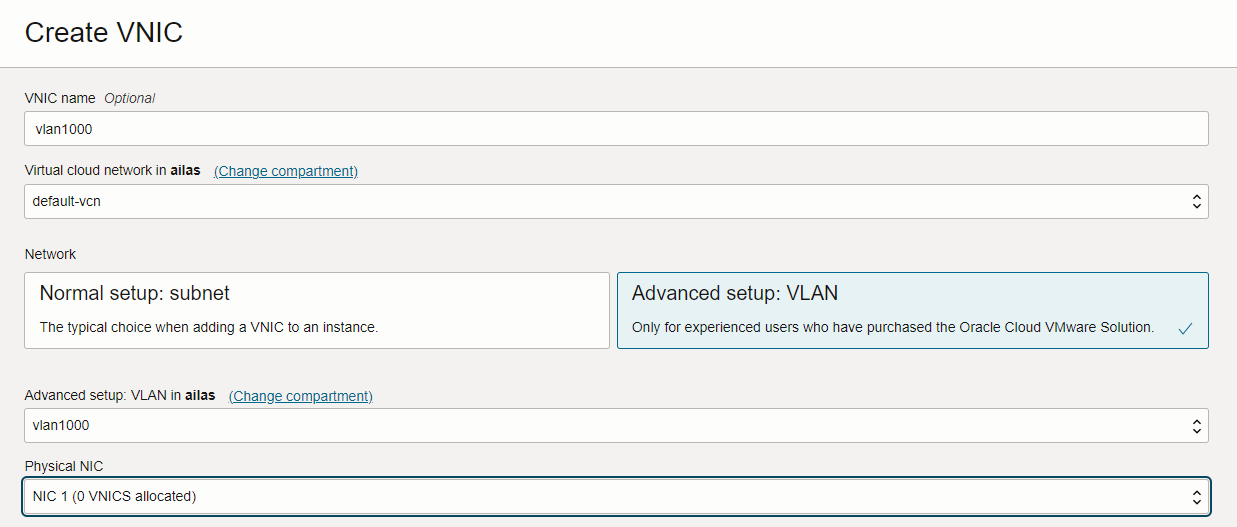 Create VNIC
VNIC name Optional
vlan1000
Virtual cloud network in ailas (Change compartment)
default-vcn
Network
Normal setup: subnet
The typical choice when adding a VNIC to an instance.
Advanced setup: VLAN
Only for experienced users who have purchased the Oracle Cloud VMware Solution.
Advanced setup: VLAN in ailas (Change compartment)
vlan1000
Physical NIC
NIC 1 (0 VNICS allocated)